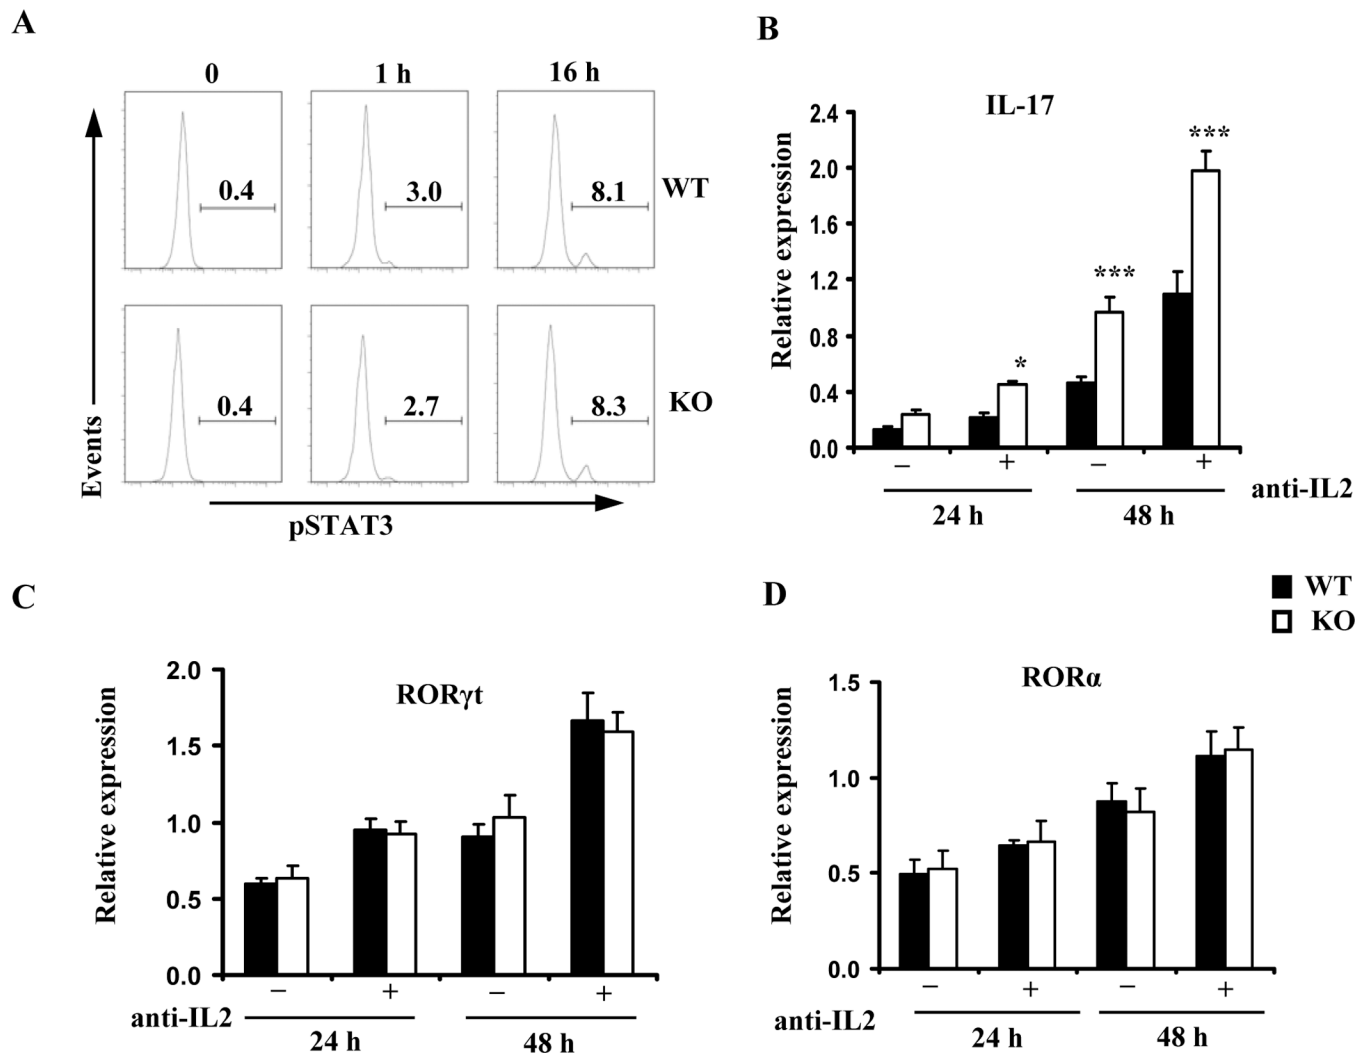 A
0 1 h 16 h
0.4 3.0 8.1 WT
0.4 2.7 8.3 KO
Events
pSTAT3
B
IL-17
Relative expression
2.4
2.0
1.6
1.2
0.8
0.4
0.0
***
***
*
– + – +
anti-IL2
24 h 48 h
WT
KO
C
RORγt
Relative expression
2.0
1.5
1.0
0.5
0.0
– + – +
anti-IL2
24 h 48 h
D
RORα
Relative expression
1.5
1.0
0.5
0.0
– + – +
anti-IL2
24 h 48 h